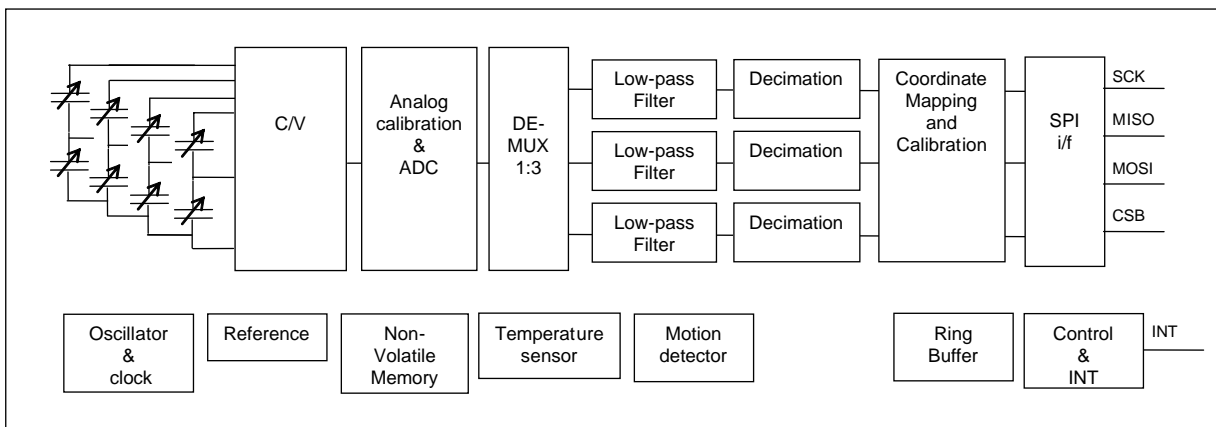 C/V
Analog
calibration
&
ADC
DE-
MUX
1:3
Low-pass
Filter
Decimation
Low-pass
Filter
Decimation
Low-pass
Filter
Decimation
Coordinate
Mapping
and
Calibration
SPI
i/f
SCK
MISO
MOSI
CSB
Oscillator
&
clock
Reference
Non-
Volatile
Memory
Temperature
sensor
Motion
detector
Ring
Buffer
Control
&
INT
INT